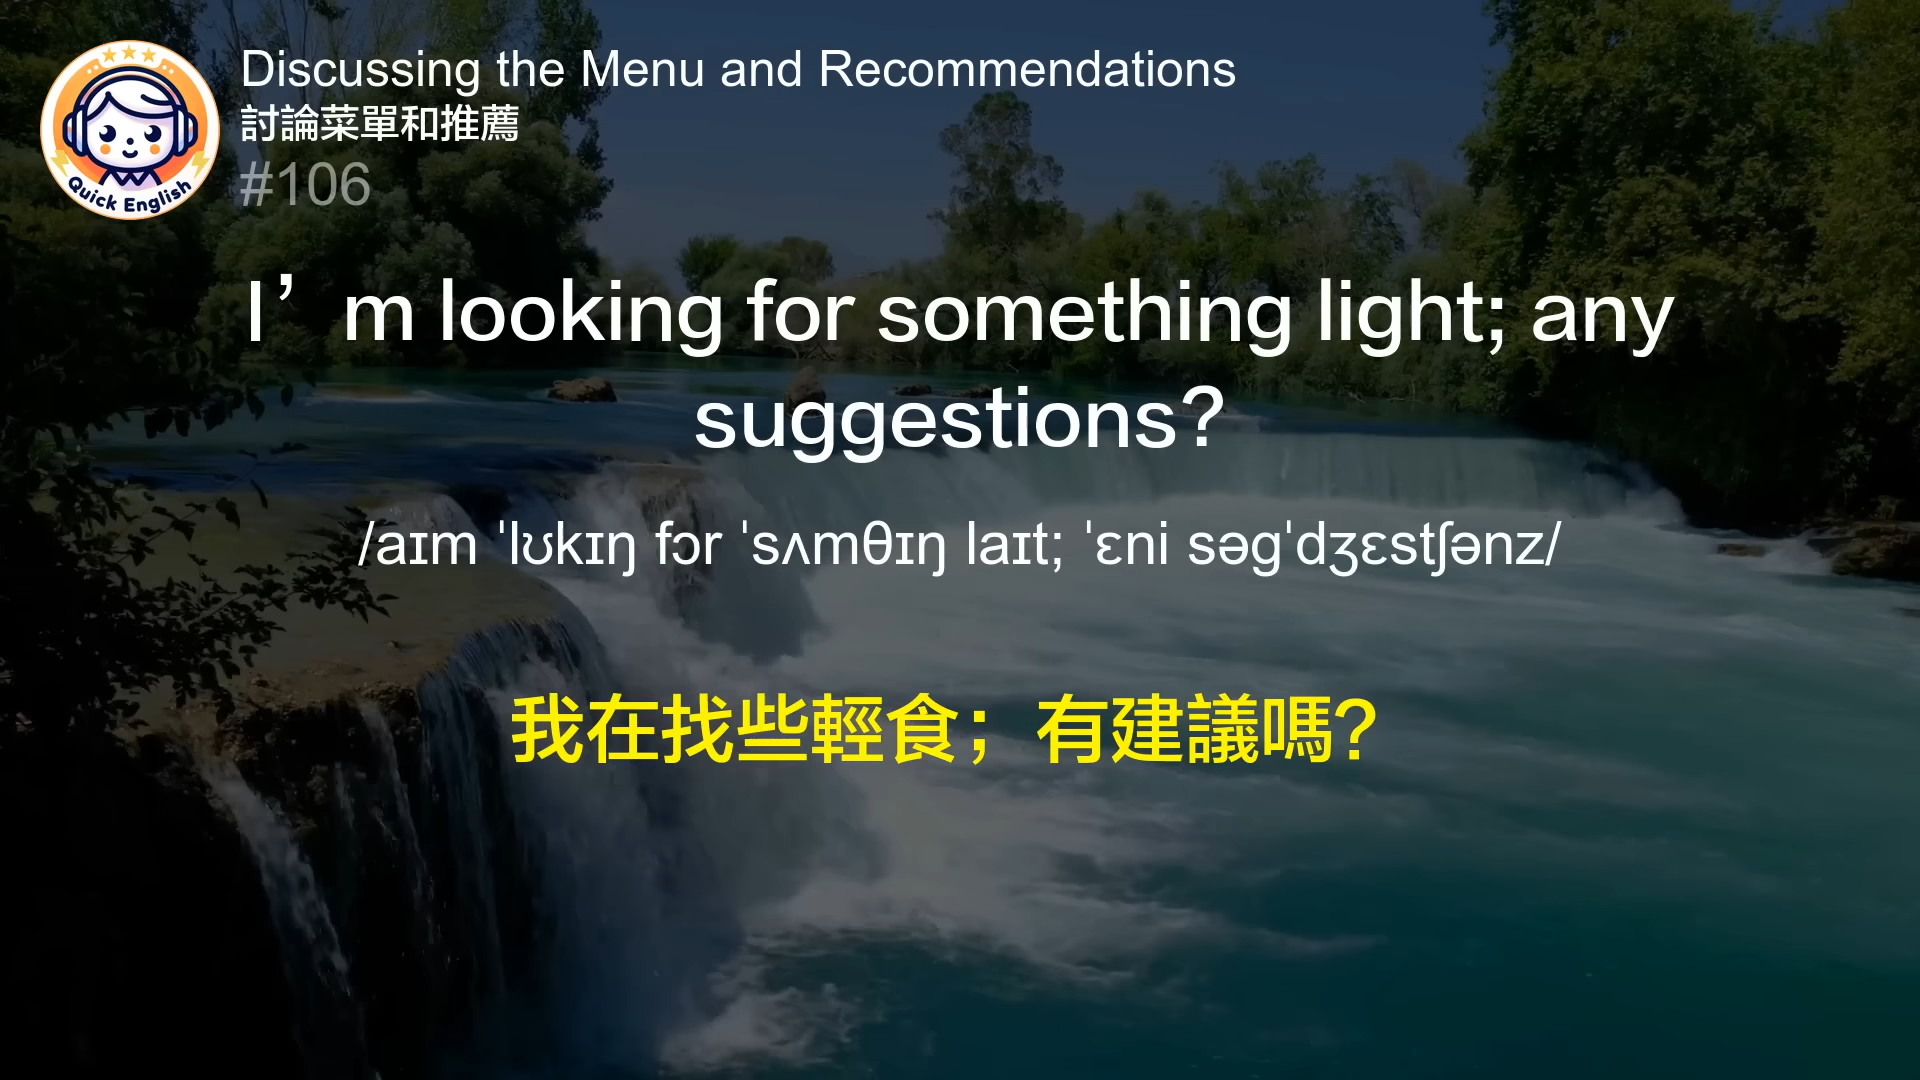 Discussing the Menu and Recommendations
討論菜單和推薦
#106
Quick English
I’m looking for something light; any
suggestions?
/aɪm ˈlʊkɪŋ fɔr ˈsʌmθɪŋ laɪt; ˈɛni səgˈdʒɛstʃənz/
我在找些輕食；有建議嗎？